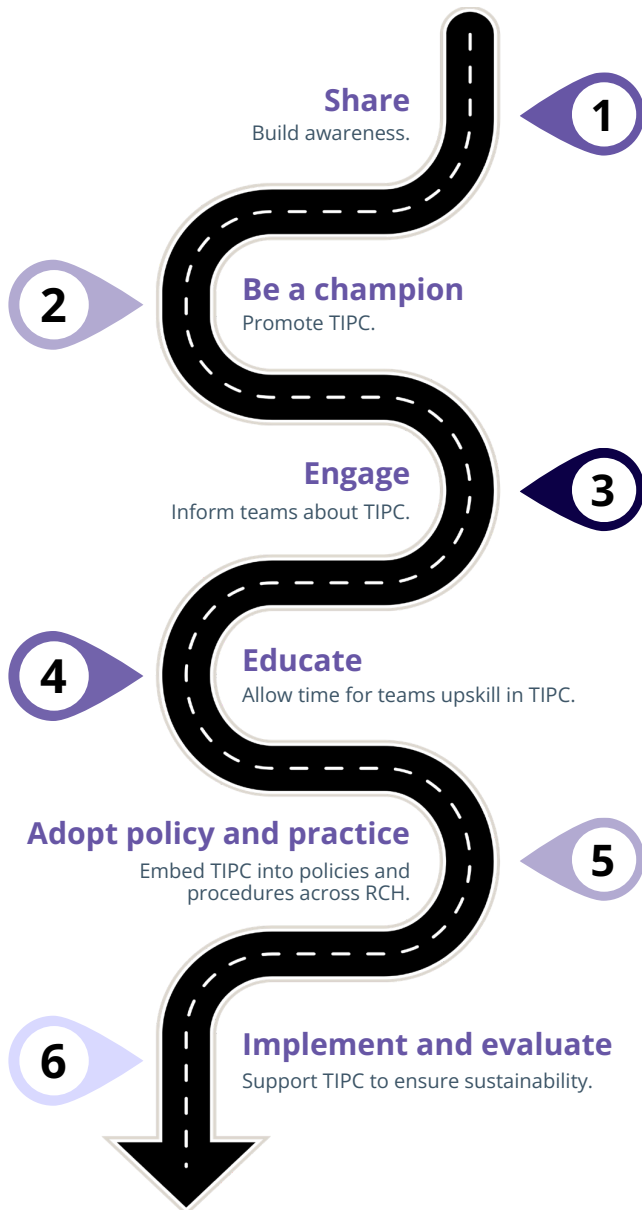 Share
Build awareness.
1
2
Be a champion
Promote TIPC.
Engage
Inform teams about TIPC.
3
4
Educate
Allow time for teams upskill in TIPC.
Adopt policy and practice
Embed TIPC into policies and
procedures across RCH.
5
6
Implement and evaluate
Support TIPC to ensure sustainability.